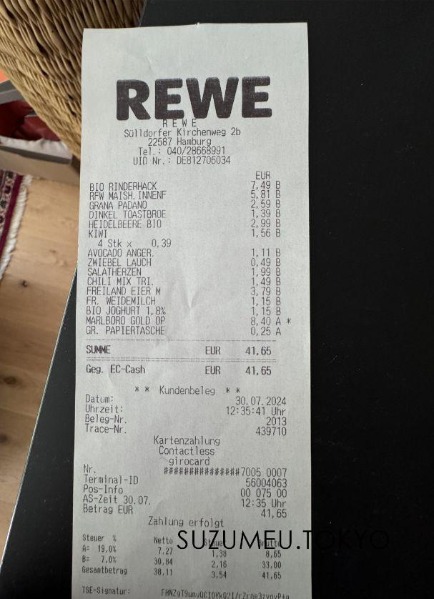 REWE
REWE
Sülldorfer Kirchenweg 2b
22587 Hamburg
Tel.: 040/28668991
UID Nr.: DE812706034
EUR
BIO RINDERHACK 7,49 B
RFW MAISH.INNENF 5,81 B
GRANA PADANO 2,59 B
DINKEL TOASTBROE 1,39 B
HEIDELBEERE BIO 2,99 B
KIWI 1,56 B
4 Stk x 0,39
AVOCADO ANGER. 1,11 B
ZWIEBEL LAUCH 0,49 B
SALATHERZEN 1,99 B
CHILI MIX TRI. 1,49 B
FREILAND EIER M 3,79 B
FR. WEIDEMILCH 1,15 B
BIO JOGHURT 1,8% 1,15 B
MARLBORO GOLD OP 8,40 A *
GR. PAPIERTASCHE 0,25 A
SUMME EUR 41,65
Geg. EC-Cash EUR 41,65
* * Kundenbeleg * *
Datum: 30.07.2024
Uhrzeit: 12:35:41 Uhr
Beleg-Nr. 2013
Trace-Nr. 439710
Kartenzahlung
Contactless
girocard
Nr. ##############7005 0007
Terminal-ID 56004063
Pos-Info 00 075 00
AS-Zeit 30.07. 12:35 Uhr
Betrag EUR 41,65
Zahlung erfolgt
SUZUMEU.TOKYO
Steuer % Netto
A= 19,0% 7,27 1,38 8,65
B= 7,0% 30,84 2,16 33,00
Gesamtbetrag 38,11 3,54 41,65
TSE-Signatur: